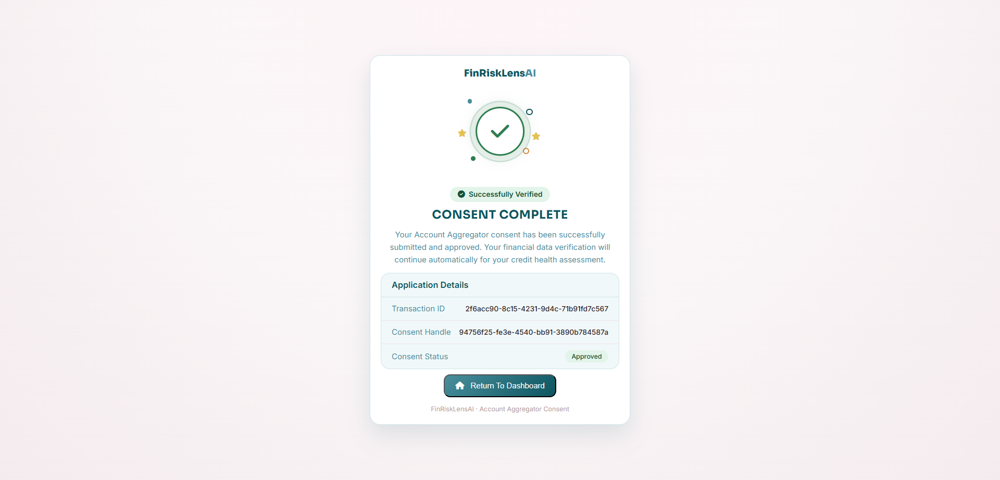 FinRiskLensAI
Successfully Verified
CONSENT COMPLETE
Your Account Aggregator consent has been successfully
submitted and approved. Your financial data verification will
continue automatically for your credit health assessment.
Application Details
Transaction ID 2f6acc90-8c15-4231-9d4c-71b91fd7c567
Consent Handle 94756f25-fe3e-4540-bb91-3890b784587a
Consent Status Approved
Return To Dashboard
FinRiskLensAI · Account Aggregator Consent